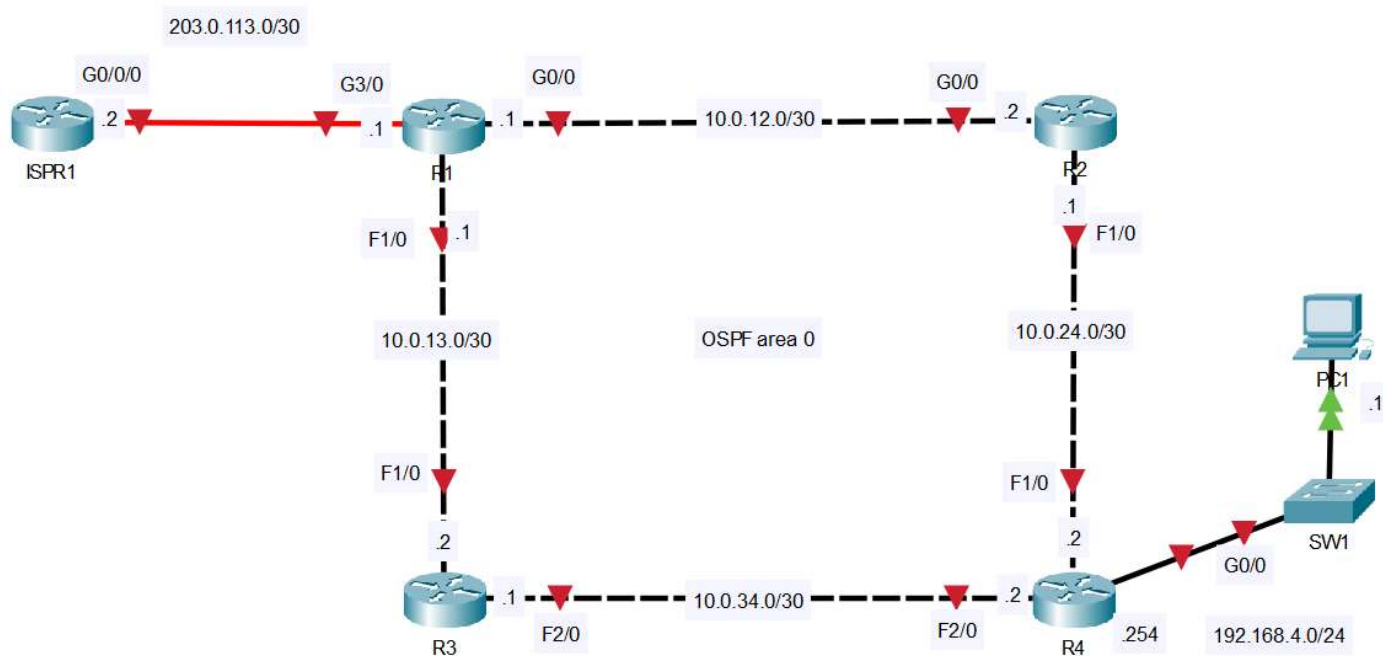 203.0.113.0/30
G0/0/0
G3/0
G0/0
G0/0
.2
.1
.1
10.0.12.0/30
.2
ISPR1
R1
R2
F1/0
.1
.1
F1/0
10.0.13.0/30
OSPF area 0
10.0.24.0/30
PC1
.1
F1/0
F1/0
.2
.2
SW1
G0/0
.1
10.0.34.0/30
.2
R3
F2/0
F2/0
R4
.254
192.168.4.0/24